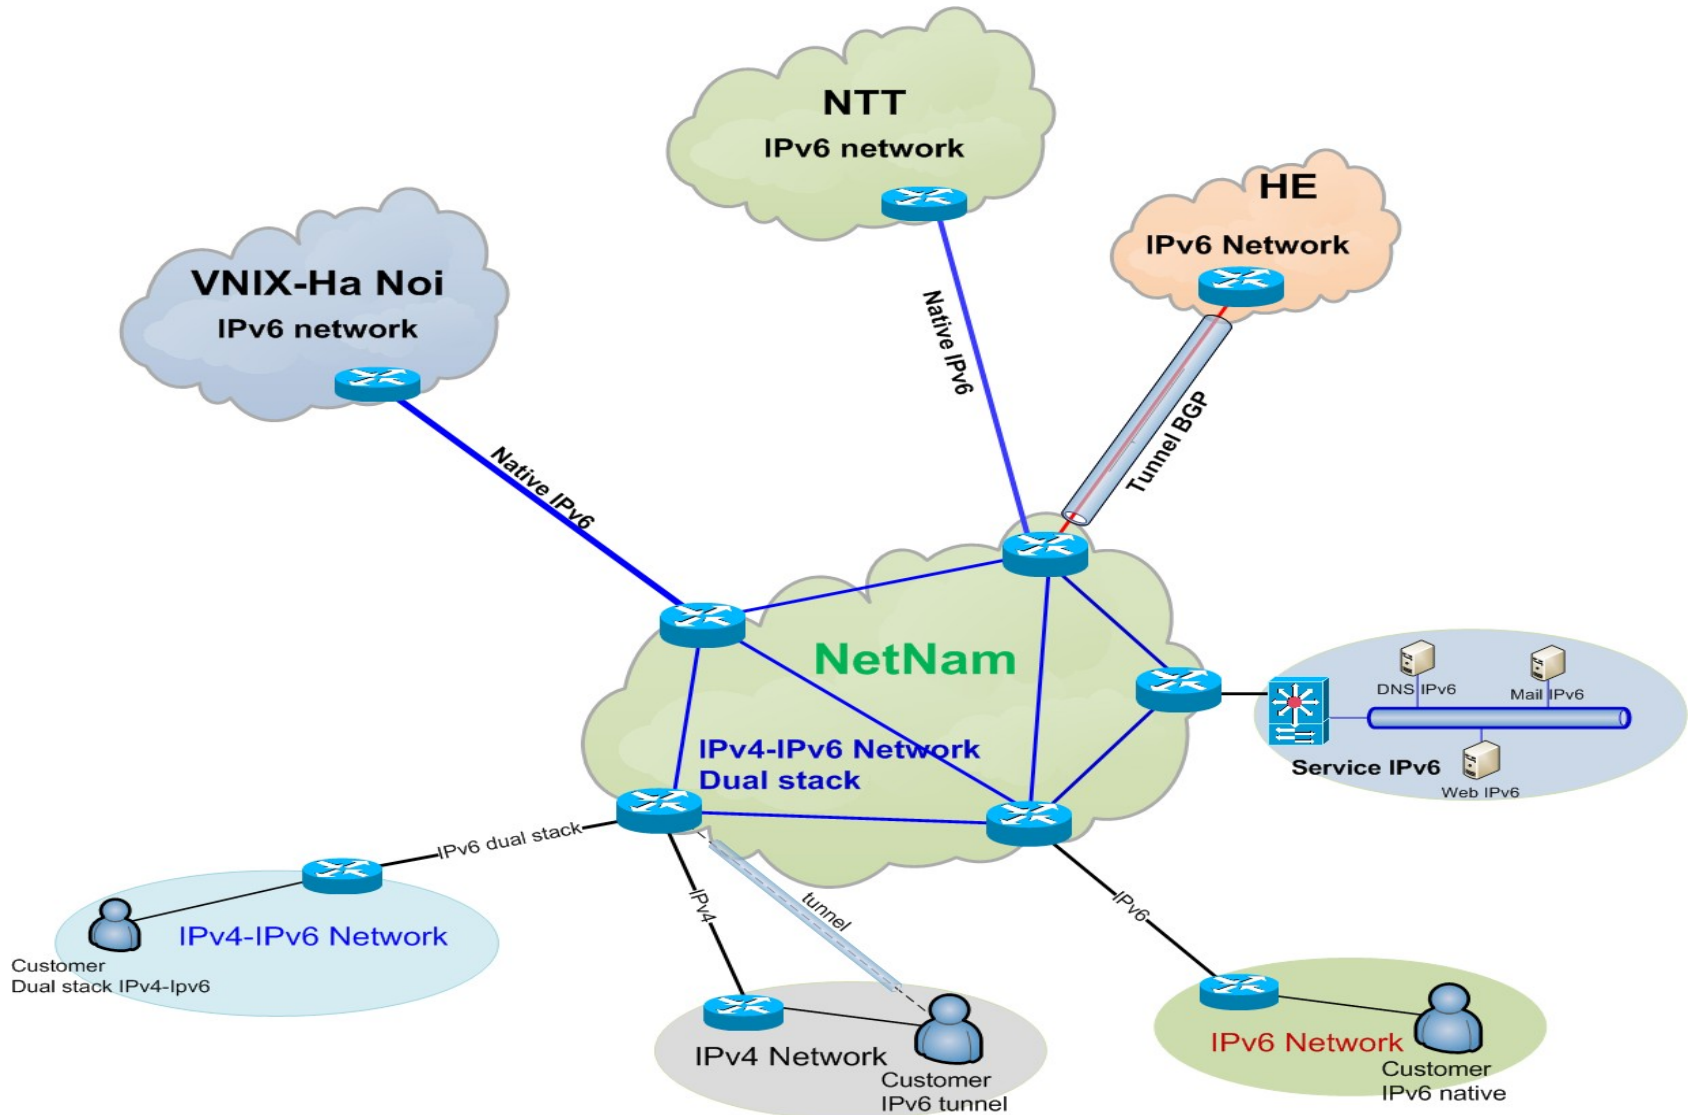 NTT
IPv6 network
HE
IPv6 Network
VNIX-Ha Noi
IPv6 network
Native IPv6
Native IPv6
Tunnel BGP
NetNam
IPv4-IPv6 Network
Dual stack
DNS IPv6
Mail IPv6
Service IPv6
Web IPv6
IPv6 dual stack
IPv4
tunnel
IPv6
IPv4-IPv6 Network
Customer
Dual stack IPv4-Ipv6
IPv4 Network
Customer
IPv6 tunnel
IPv6 Network
Customer
IPv6 native